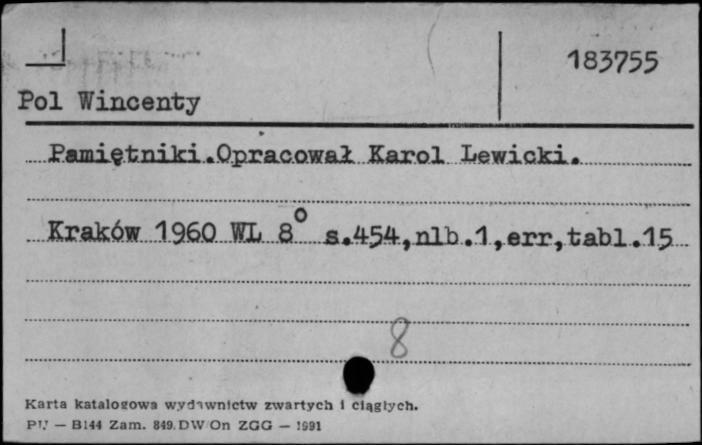 183755
Pol Wincenty
Pamiętniki.Opracował Karol Lewicki.
Kraków 1960 WL 8° s.454,nlb.1,err,tabl.15
8
Karta katalogowa wydawnictw zwartych i ciągłych.
PU — B144 Zam. 849. DW/On ZGG — 1991